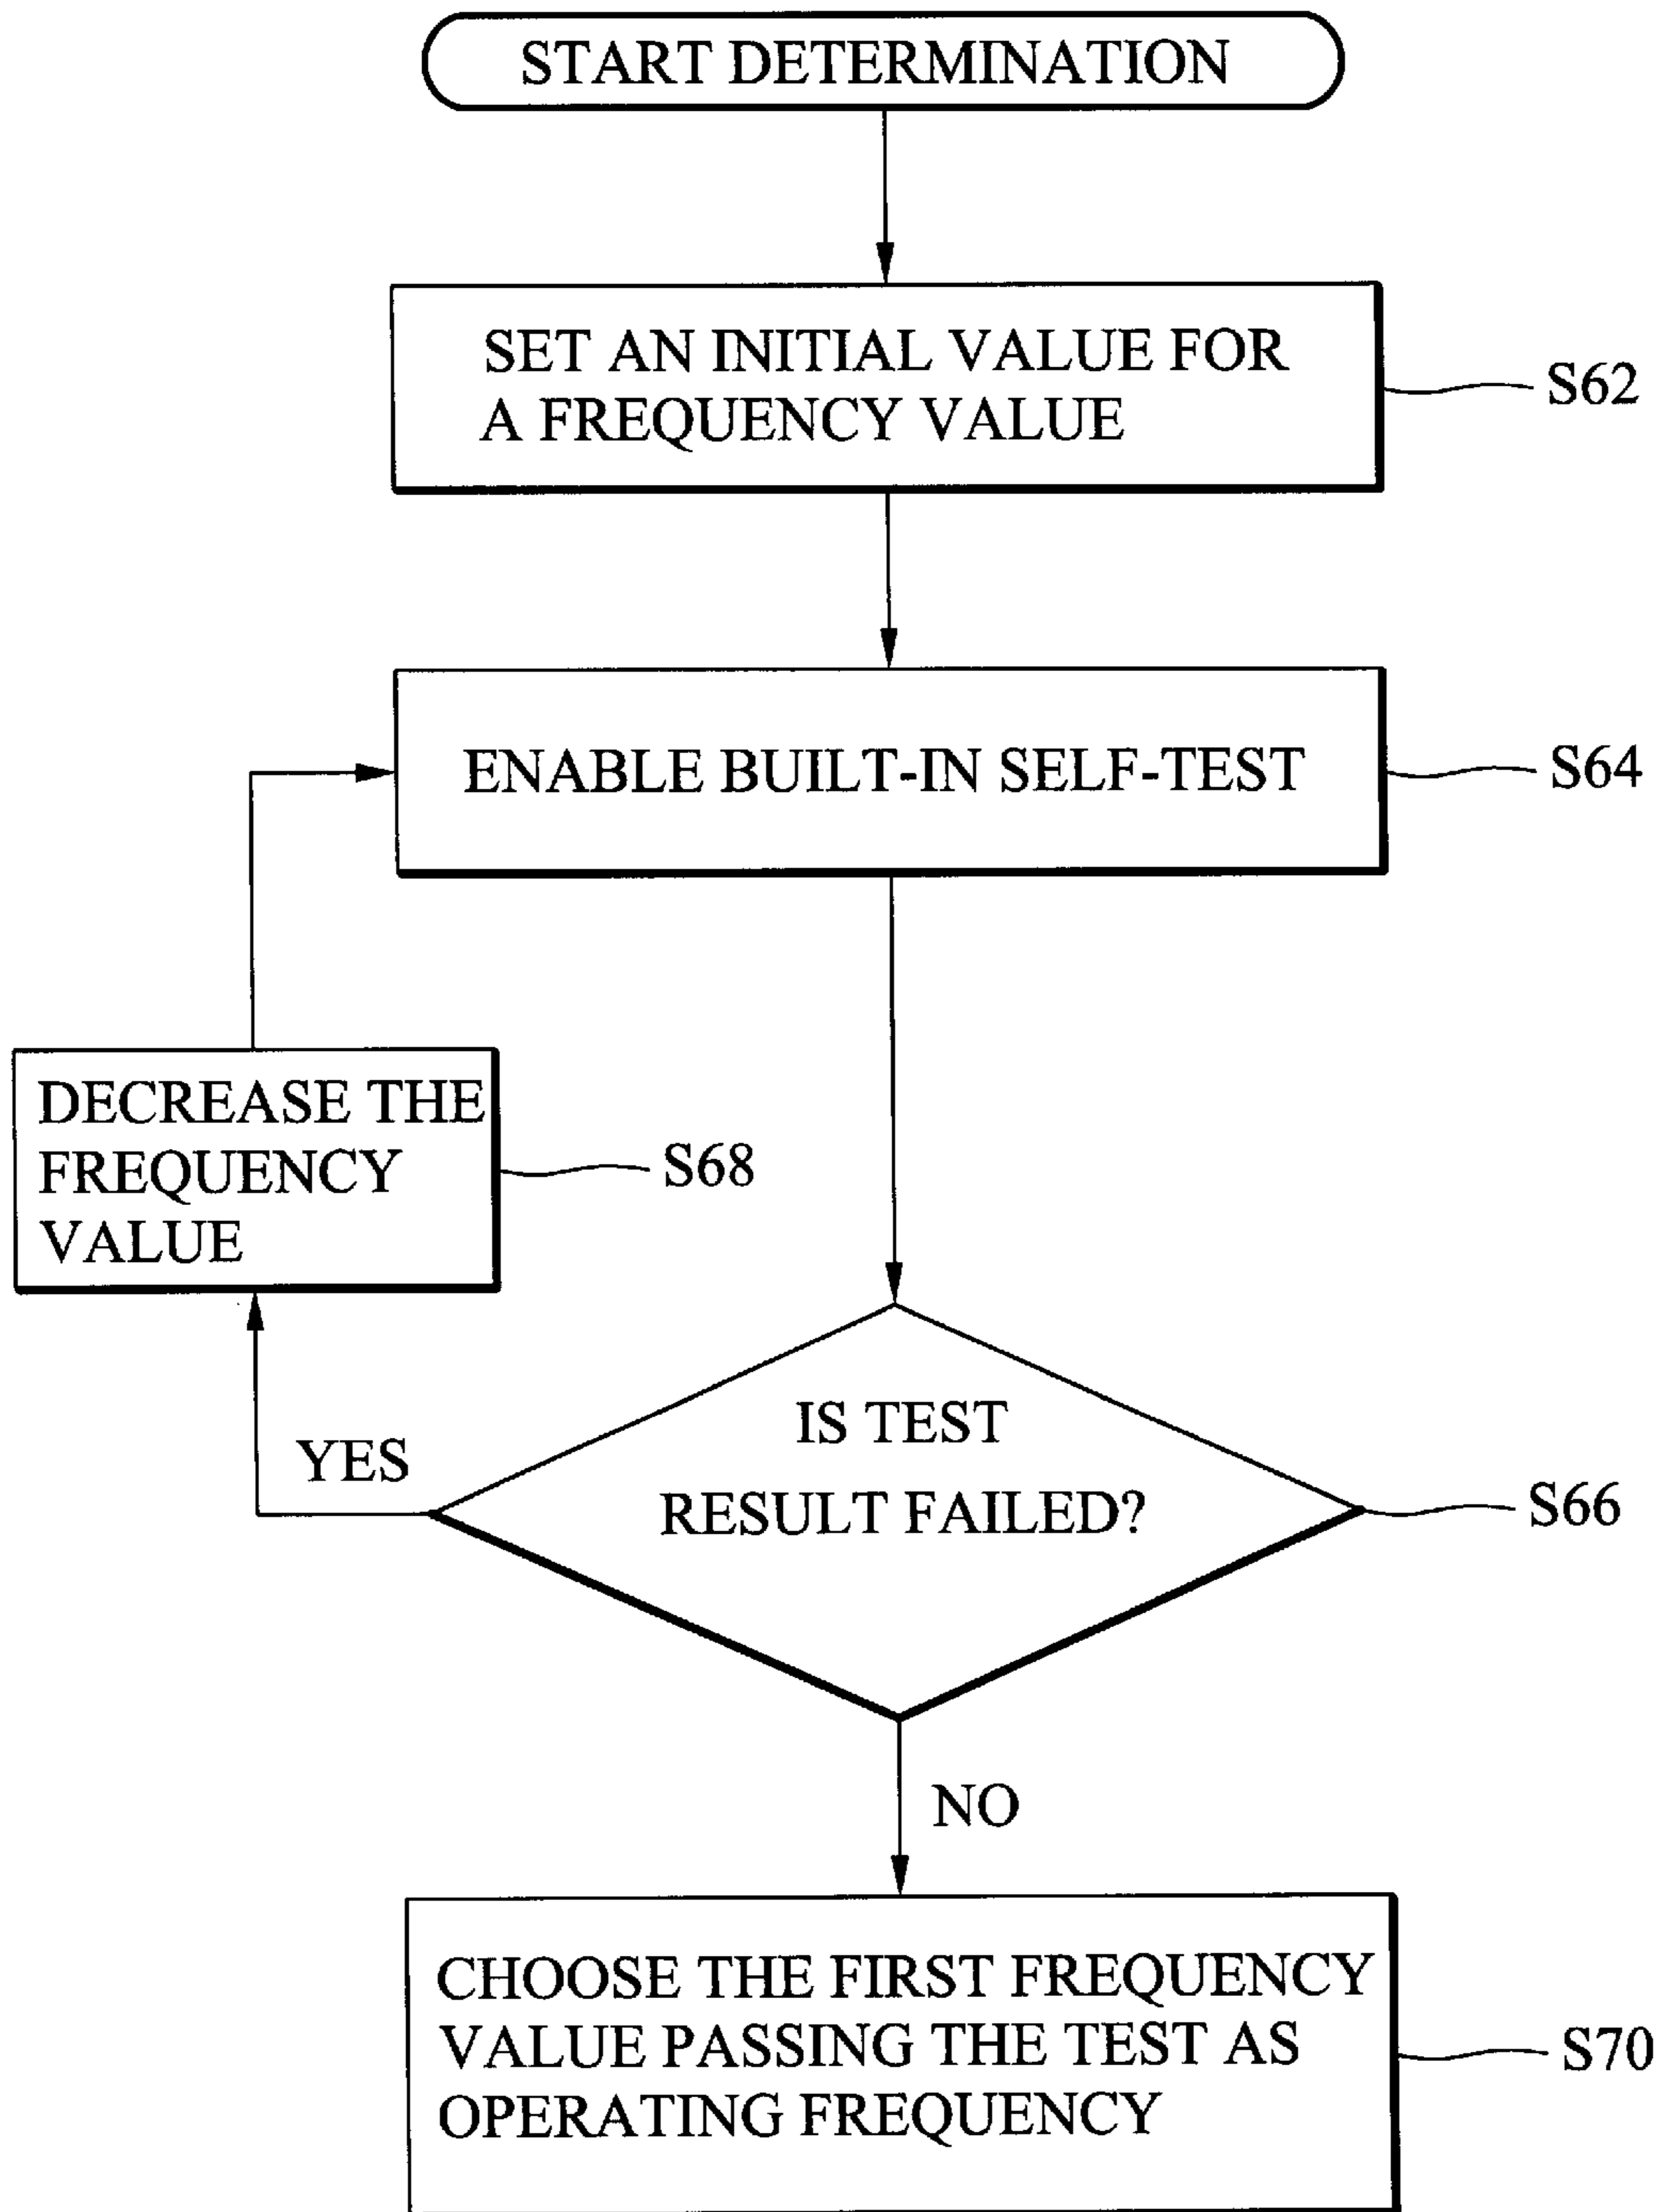 START DETERMINATION
SET AN INITIAL VALUE FOR
A FREQUENCY VALUE
S62
ENABLE BUILT-IN SELF-TEST
S64
DECREASE THE
FREQUENCY
VALUE
S68
IS TEST
RESULT FAILED?
YES
S66
NO
CHOOSE THE FIRST FREQUENCY
VALUE PASSING THE TEST AS
OPERATING FREQUENCY
S70